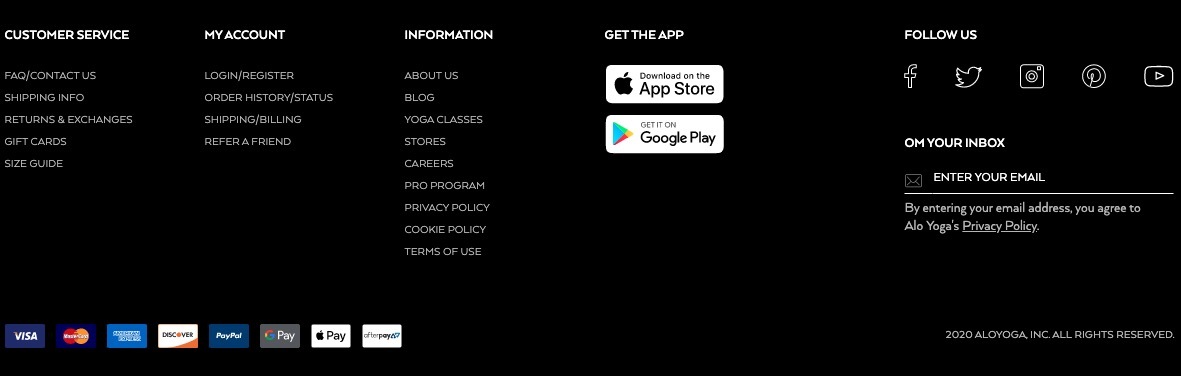 CUSTOMER SERVICE
FAQ/CONTACT US
SHIPPING INFO
RETURNS & EXCHANGES
GIFT CARDS
SIZE GUIDE
MY ACCOUNT
LOGIN/REGISTER
ORDER HISTORY/STATUS
SHIPPING/BILLING
REFER A FRIEND
INFORMATION
ABOUT US
BLOG
YOGA CLASSES
STORES
CAREERS
PRO PROGRAM
PRIVACY POLICY
COOKIE POLICY
TERMS OF USE
GET THE APP
Download on the
App Store
GET IT ON
Google Play
FOLLOW US
OM YOUR INBOX
ENTER YOUR EMAIL
By entering your email address, you agree to
Alo Yoga's Privacy Policy.
VISA
MasterCard
AMERICAN
EXPRESS
DISCOVER
PayPal
G Pay
Pay
afterpay
2020 ALOYOGA, INC. ALL RIGHTS RESERVED.